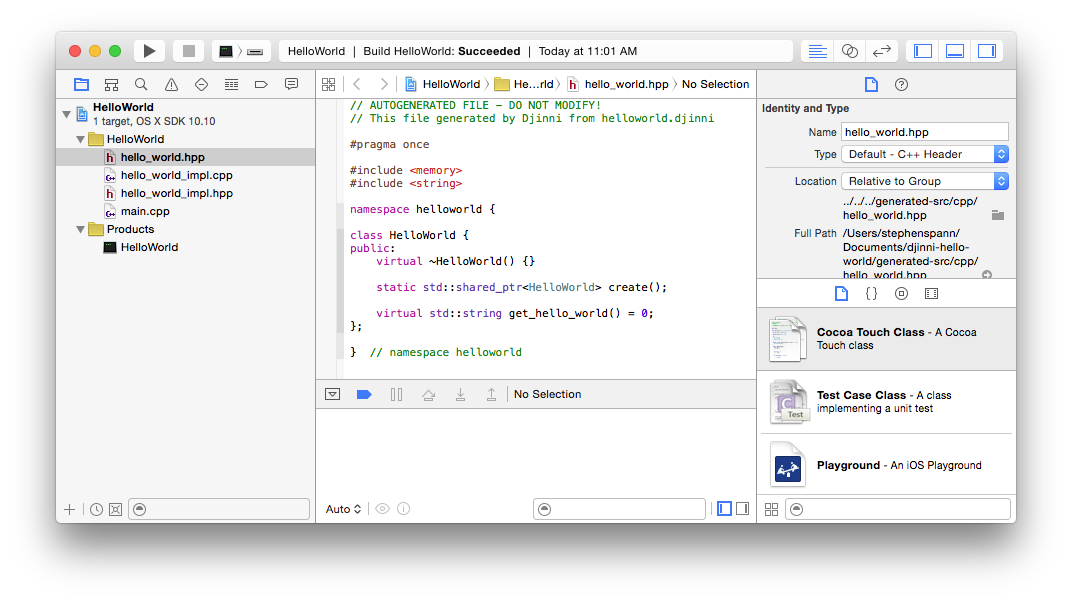 HelloWorld | Build HelloWorld: Succeeded | Today at 11:01 AM
HelloWorld
1 target, OS X SDK 10.10
HelloWorld
h hello_world.hpp
C++ hello_world_impl.cpp
h hello_world_impl.hpp
C++ main.cpp
Products
HelloWorld
HelloWorld He...rld h hello_world.hpp No Selection
// AUTOGENERATED FILE – DO NOT MODIFY!
// This file generated by Djinni from helloworld.djinni
#pragma once
#include <memory>
#include <string>
namespace helloworld {
class HelloWorld {
public:
virtual ~HelloWorld() {}
static std::shared_ptr<HelloWorld> create();
virtual std::string get_hello_world() = 0;
};
} // namespace helloworld
No Selection
Auto
Identity and Type
Name hello_world.hpp
Type Default - C++ Header
Location Relative to Group
../../../generated-src/cpp/
hello_world.hpp
Full Path /Users/stephenspann/
Documents/djinni-hello-
world/generated-src/cpp/
hello_world.hpp
{ }
Cocoa Touch Class - A Cocoa
Touch class
C
Test
Test Case Class - A class
implementing a unit test
Playground - An iOS Playground